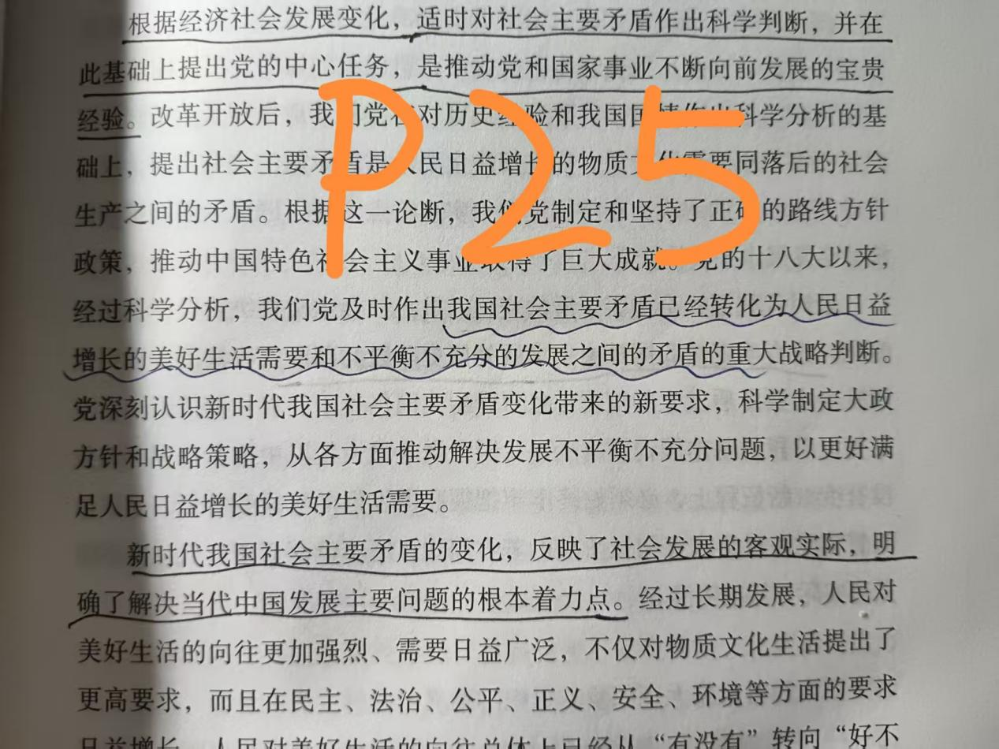 根据经济社会发展变化，适时对社会主要矛盾作出科学判断，并在
此基础上提出党的中心任务，是推动党和国家事业不断向前发展的宝贵
经验。改革开放后，我们党在对历史经验和我国国情作出科学分析的基
础上，提出社会主要矛盾是人民日益增长的物质文化需要同落后的社会
生产之间的矛盾。根据这一论断，我们党制定和坚持了正确的路线方针
政策，推动中国特色社会主义事业取得了巨大成就。党的十八大以来，
经过科学分析，我们党及时作出我国社会主要矛盾已经转化为人民日益
增长的美好生活需要和不平衡不充分的发展之间的矛盾的重大战略判断。
党深刻认识新时代我国社会主要矛盾变化带来的新要求，科学制定大政
方针和战略策略，从各方面推动解决发展不平衡不充分问题，以更好满
足人民日益增长的美好生活需要。
新时代我国社会主要矛盾的变化，反映了社会发展的客观实际，明
确了解决当代中国发展主要问题的根本着力点。经过长期发展，人民对
美好生活的向往更加强烈、需要日益广泛，不仅对物质文化生活提出了
更高要求，而且在民主、法治、公平、正义、安全、环境等方面的要求
日益增长。人民对美好生活的向往总体上已经从“有没有”转向“好不
P25